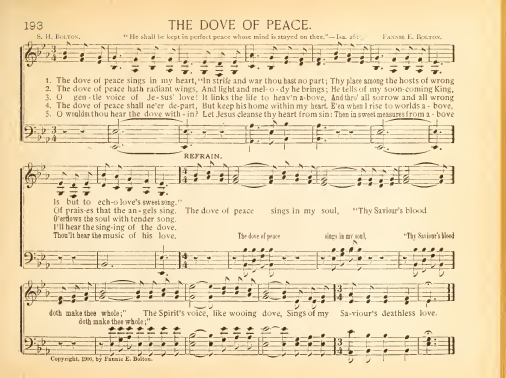 193
THE DOVE OF PEACE.
S. H. BOLTON.
"He shall be kept in perfect peace whose mind is stayed on thee."—Isa. 26:
FANNIE E. BOLTON.
1. The dove of peace sings in my heart, "In strife and war thou hast no part; Thy place among the hosts of wrong
2. The dove of peace hath radiant wings, And light and mel-o-dy he brings; He tells of my soon-coming King,
3. O gen-tle voice of Je-sus' love! It links the life to heav'n a-bove, And thro' all sorrow and all wrong
4. The dove of peace shall ne'er de-part, But keep his home within my heart. E'en when I rise to worlds a-bove,
5. O wouldn thou hear the dove with-in? Let Jesus cleanse thy heart from sin: Then in sweet measures from a-bove
REFRAIN.
Is but to ech-o love's sweet song."
Of prais-es that the an-gels sing. The dove of peace sings in my soul, "Thy Saviour's blood
O'erflows the soul with tender song.
I'll hear the sing-ing of the dove.
Thou'lt hear the music of his love. The dove of peace sings in my soul, "Thy Saviour's blood
doth make thee whole;" The Spirit's voice, like wooing dove, Sings of my Sa-viour's deathless love.
doth make thee whole;"
Copyright, 1906, by Fannie E. Bolton.